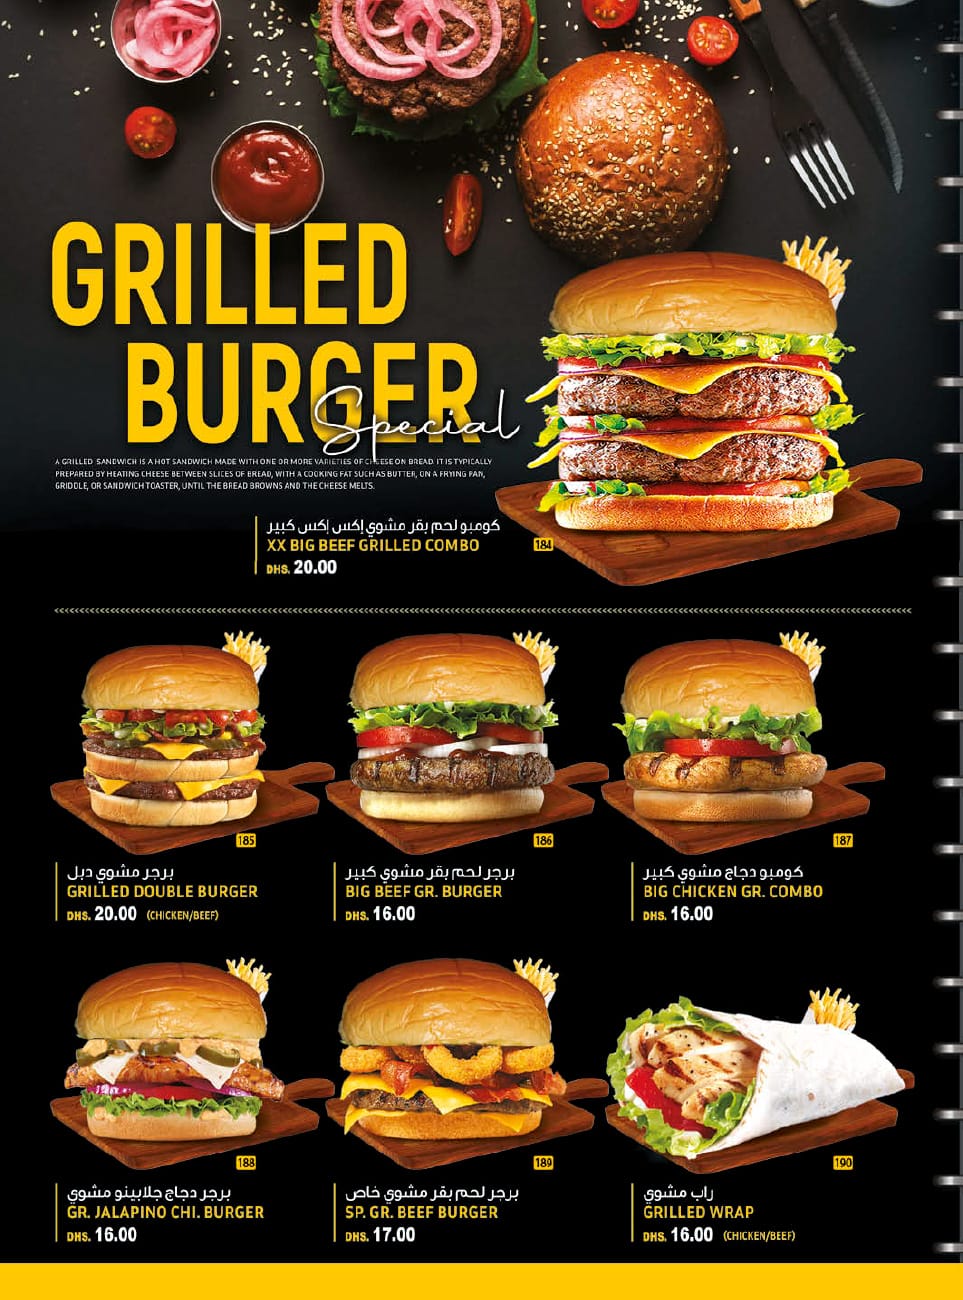 GRILLED
BURGER
Special
A GRILLED SANDWICH IS A HOT SANDWICH MADE WITH ONE OR MORE VARIETIES OF CHEESE ON BREAD. IT IS TYPICALLY
PREPARED BY HEATING CHEESE BETWEEN SLICES OF BREAD, WITH A COOKING FAT SUCH AS BUTTER, ON A FRYING PAN,
GRIDDLE, OR SANDWICH TOASTER, UNTIL THE BREAD BROWNS AND THE CHEESE MELTS.
كومبو لحم بقر مشوي إكس إكس كبير
XX BIG BEEF GRILLED COMBO
DHS. 20.00
184
185
برجر مشوي دبل
GRILLED DOUBLE BURGER
DHS. 20.00 (CHICKEN/BEEF)
186
برجر لحم بقر مشوي كبير
BIG BEEF GR. BURGER
DHS. 16.00
187
كومبو دجاج مشوي كبير
BIG CHICKEN GR. COMBO
DHS. 16.00
188
برجر دجاج جلابينو مشوي
GR. JALAPINO CHI. BURGER
DHS. 16.00
189
برجر لحم بقر مشوي خاص
SP. GR. BEEF BURGER
DHS. 17.00
190
راب مشوي
GRILLED WRAP
DHS. 16.00 (CHICKEN/BEEF)